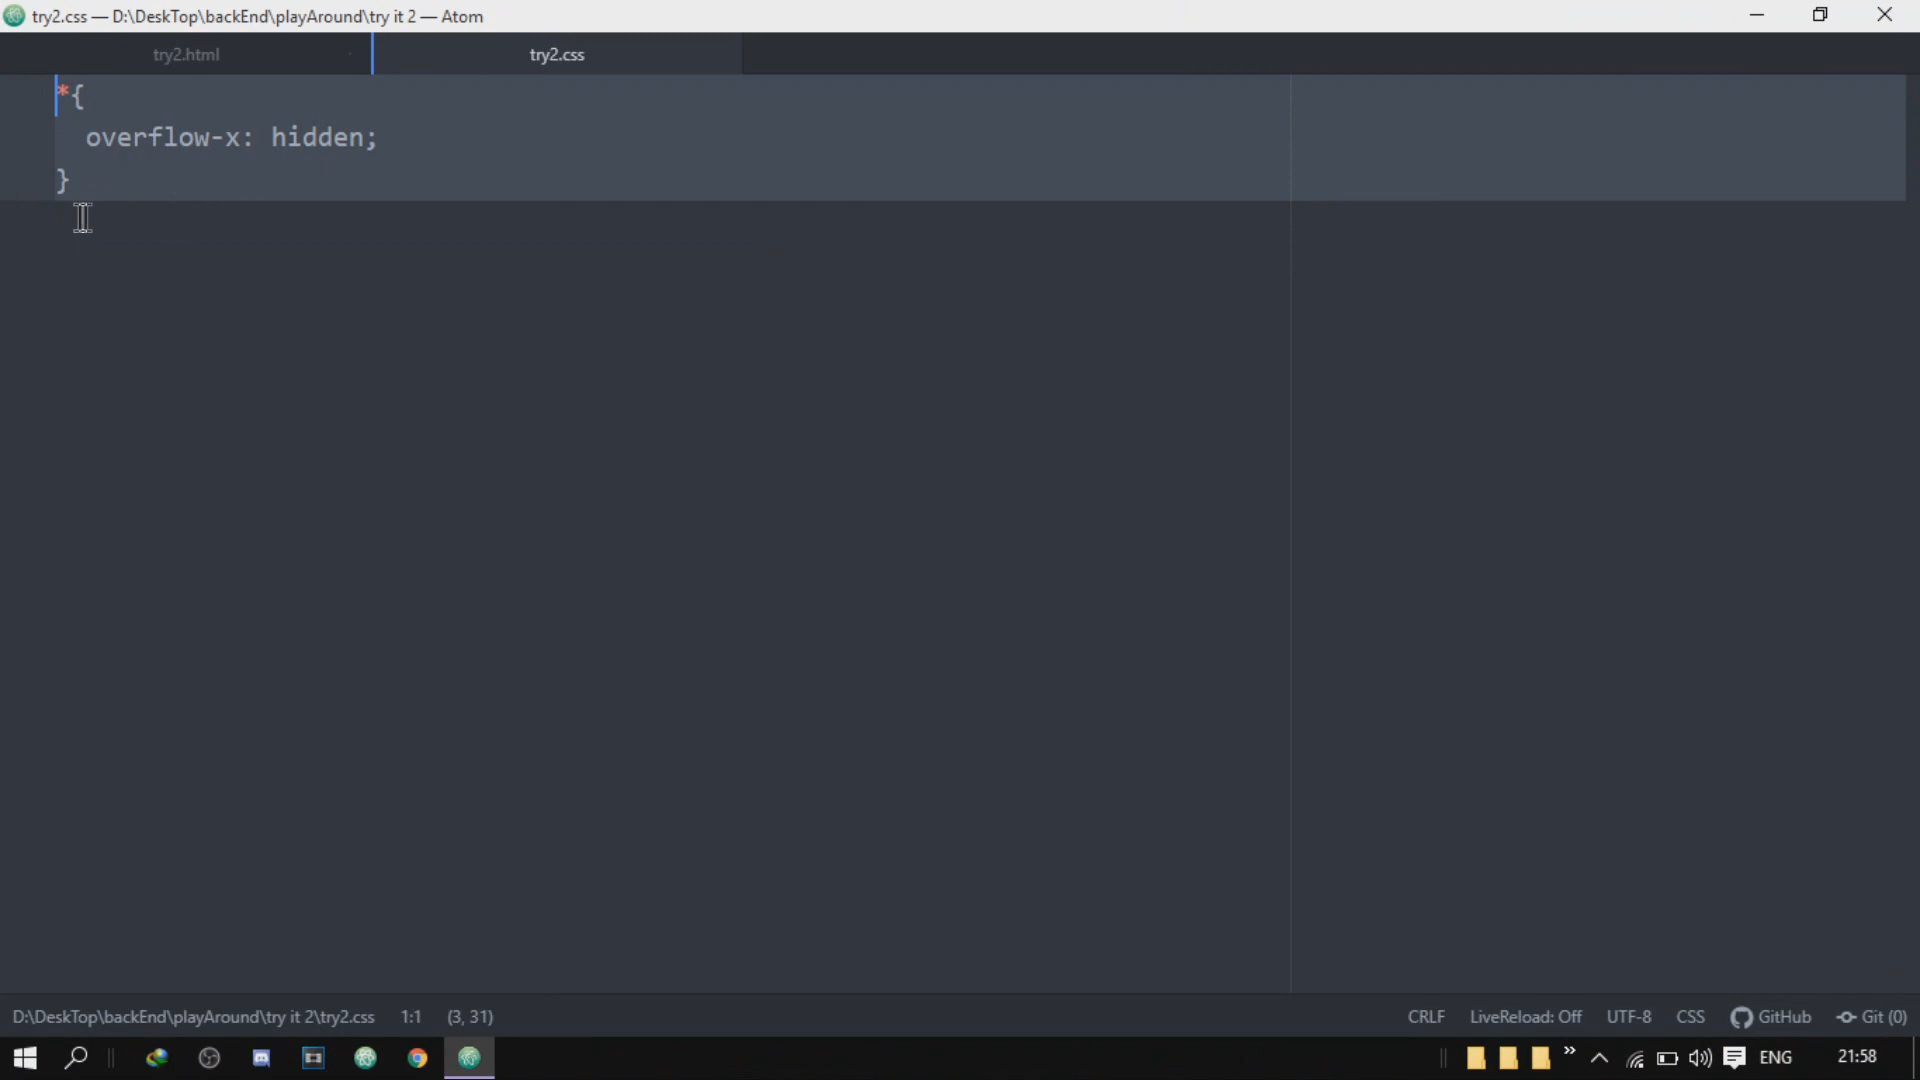 try2.css — D:\DeskTop\backEnd\playAround\try it 2 — Atom
try2.html
try2.css
*{
overflow-x: hidden;
}
D:\DeskTop\backEnd\playAround\try it 2\try2.css 1:1 (3, 31)
CRLF LiveReload: Off UTF-8 CSS GitHub Git (0)
ENG 21:58